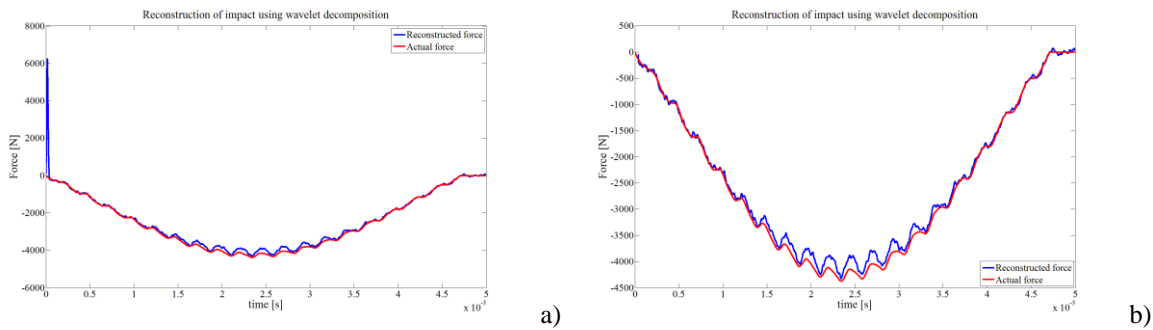 Reconstruction of impact using wavelet decomposition
8000
6000
4000
2000
0
-2000
-4000
-6000
Force [N]
Reconstructed force
Actual force
0 0.5 1 1.5 2 2.5 3 3.5 4 4.5 5
time [s]
x 10⁻³
a)
Reconstruction of impact using wavelet decomposition
500
0
-500
-1000
-1500
-2000
-2500
-3000
-3500
-4000
-4500
Force [N]
Reconstructed force
Actual force
0 0.5 1 1.5 2 2.5 3 3.5 4 4.5 5
time [s]
x 10⁻³
b)